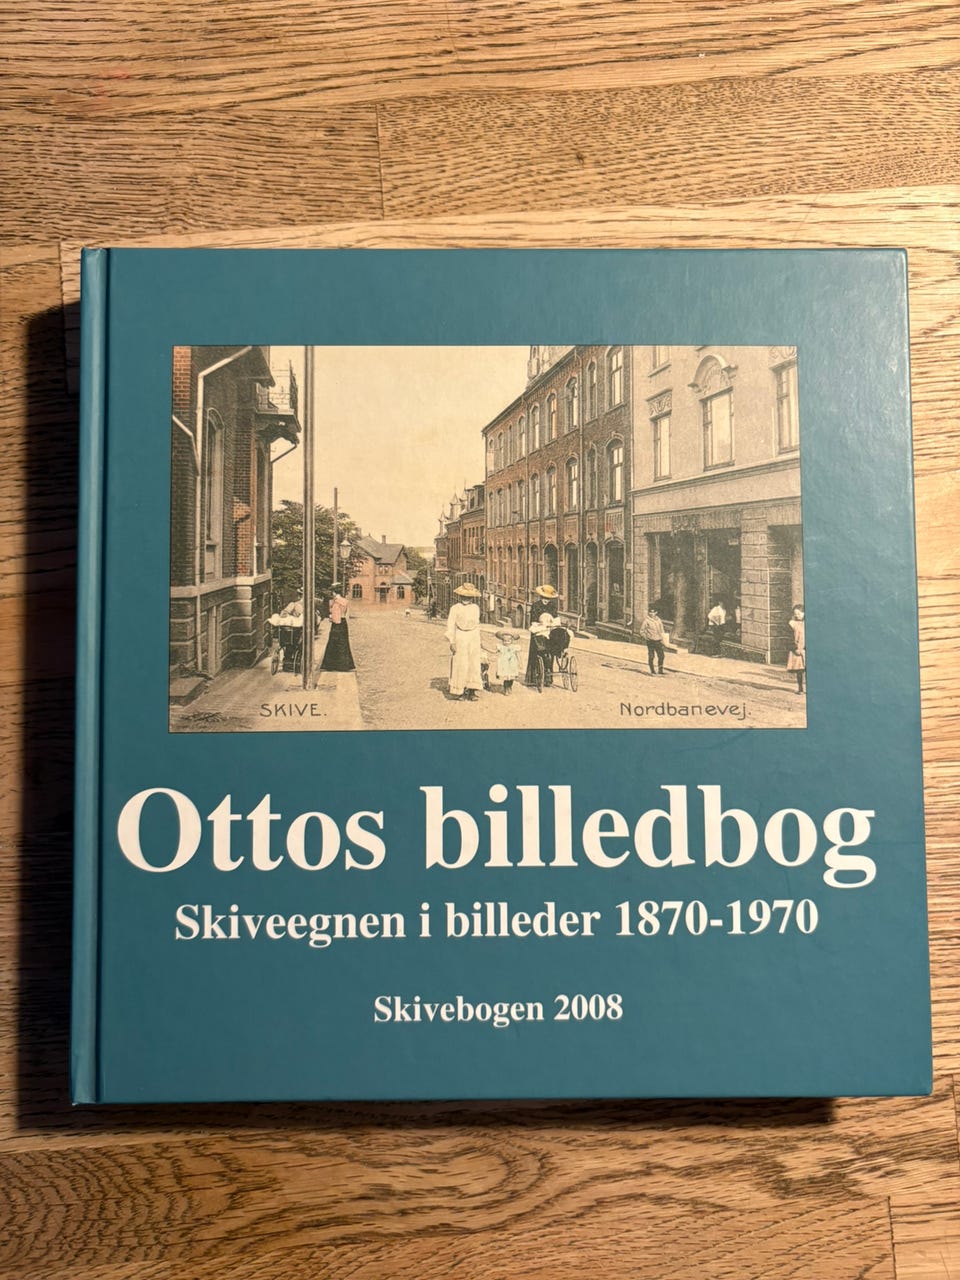 SKIVE.
Nordbanevej.
Ottos billedbog
Skiveegnen i billeder 1870-1970
Skivebogen 2008